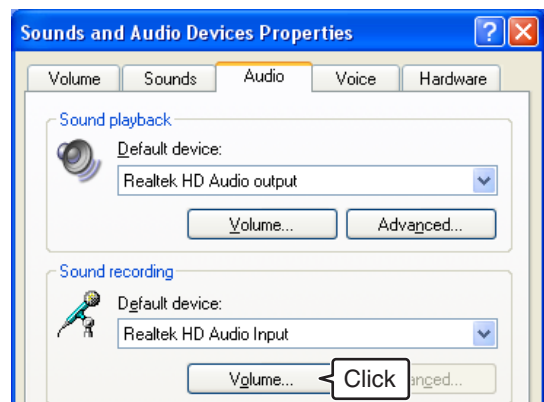 Sounds and Audio Devices Properties
Volume Sounds Audio Voice Hardware
Sound playback
Default device:
Realtek HD Audio output
Volume... Advanced...
Sound recording
Default device:
Realtek HD Audio Input
Volume... Click